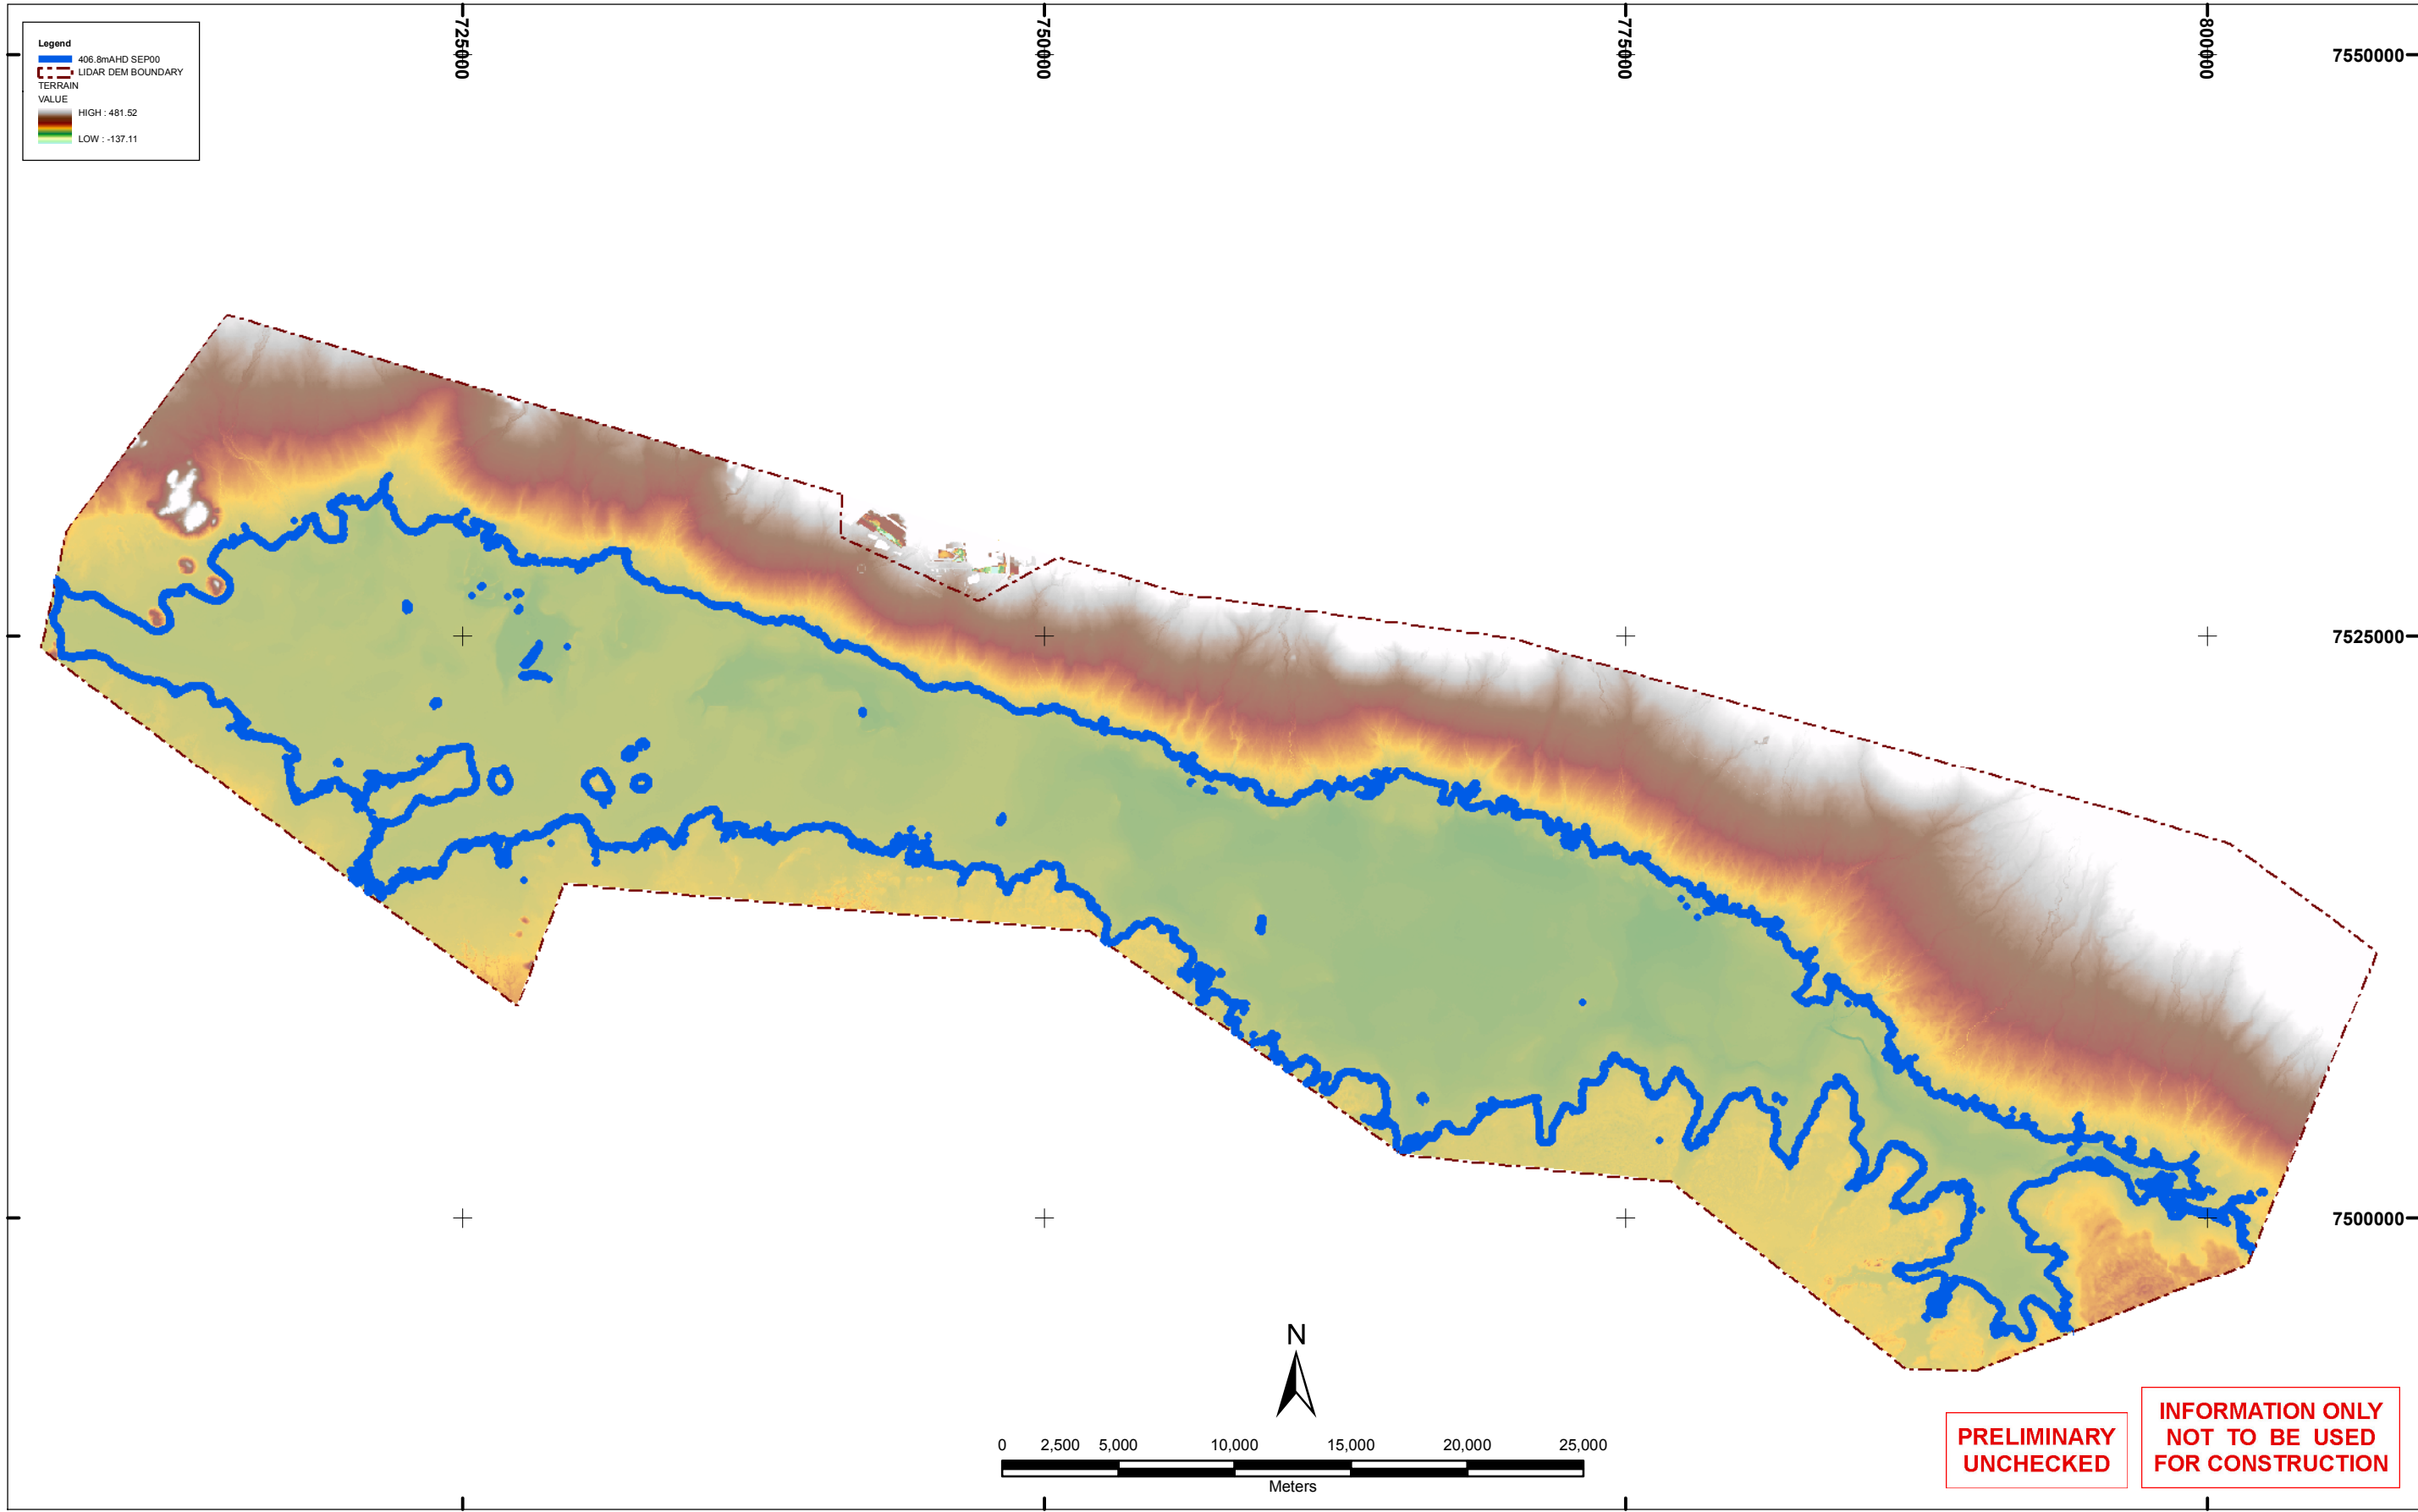 725000
750000
775000
800000
7550000
Legend
406.8mAHD SEP00
LIDAR DEM BOUNDARY
TERRAIN
VALUE
HIGH : 481.52
LOW : -137.11
7525000
7500000
N
0 2,500 5,000 10,000 15,000 20,000 25,000
Meters
PRELIMINARY
UNCHECKED
INFORMATION ONLY
NOT TO BE USED
FOR CONSTRUCTION